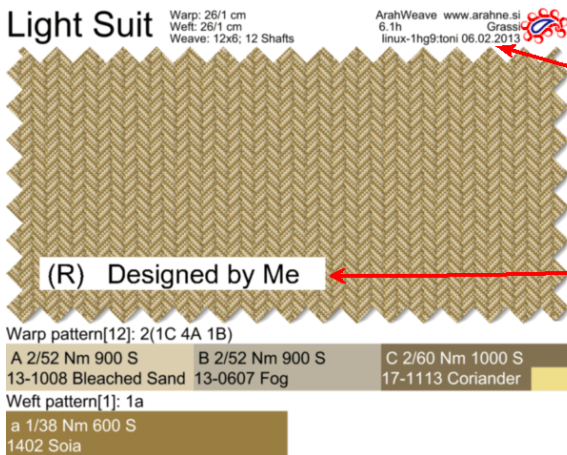 Light Suit
Warp: 26/1 cm
Weft: 26/1 cm
Weave: 12x6; 12 Shafts
ArahWeave www.arahne.si
6.1h Grassi
linux-1hg9:toni 06.02.2013
(R) Designed by Me
Warp pattern[12]: 2(1C 4A 1B)
A 2/52 Nm 900 S
13-1008 Bleached Sand
B 2/52 Nm 900 S
13-0607 Fog
C 2/60 Nm 1000 S
17-1113 Coriander
Weft pattern[1]: 1a
a 1/38 Nm 600 S
1402 Soia